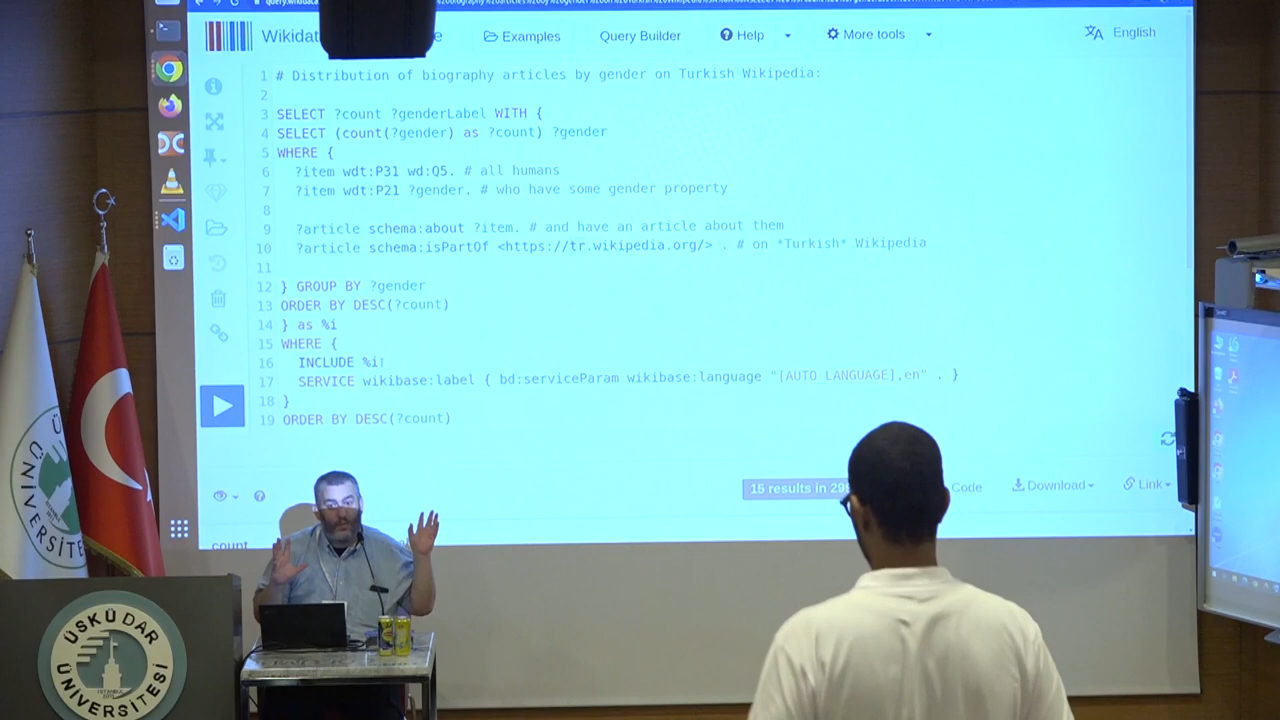 Examples
Query Builder
Help
More tools
English
1 # Distribution of biography articles by gender on Turkish Wikipedia:
2
3 SELECT ?count ?genderLabel WITH {
4 SELECT (count(?gender) as ?count) ?gender
5 WHERE {
6 ?item wdt:P31 wd:Q5. # all humans
7 ?item wdt:P21 ?gender. # who have some gender property
8
9 ?article schema:about ?item. # and have an article about them
10 ?article schema:isPartOf <https://tr.wikipedia.org/> . # on *Turkish* Wikipedia
11
12 } GROUP BY ?gender
13 ORDER BY DESC(?count)
14 } as %i
15 WHERE {
16 INCLUDE %i
17 SERVICE wikibase:label { bd:serviceParam wikibase:language "[AUTO_LANGUAGE],en" . }
18 }
19 ORDER BY DESC(?count)
15 results in
Code
Download
Link
count
ÜSKÜDAR
ÜNİVERSİTESİ
İSTANBUL